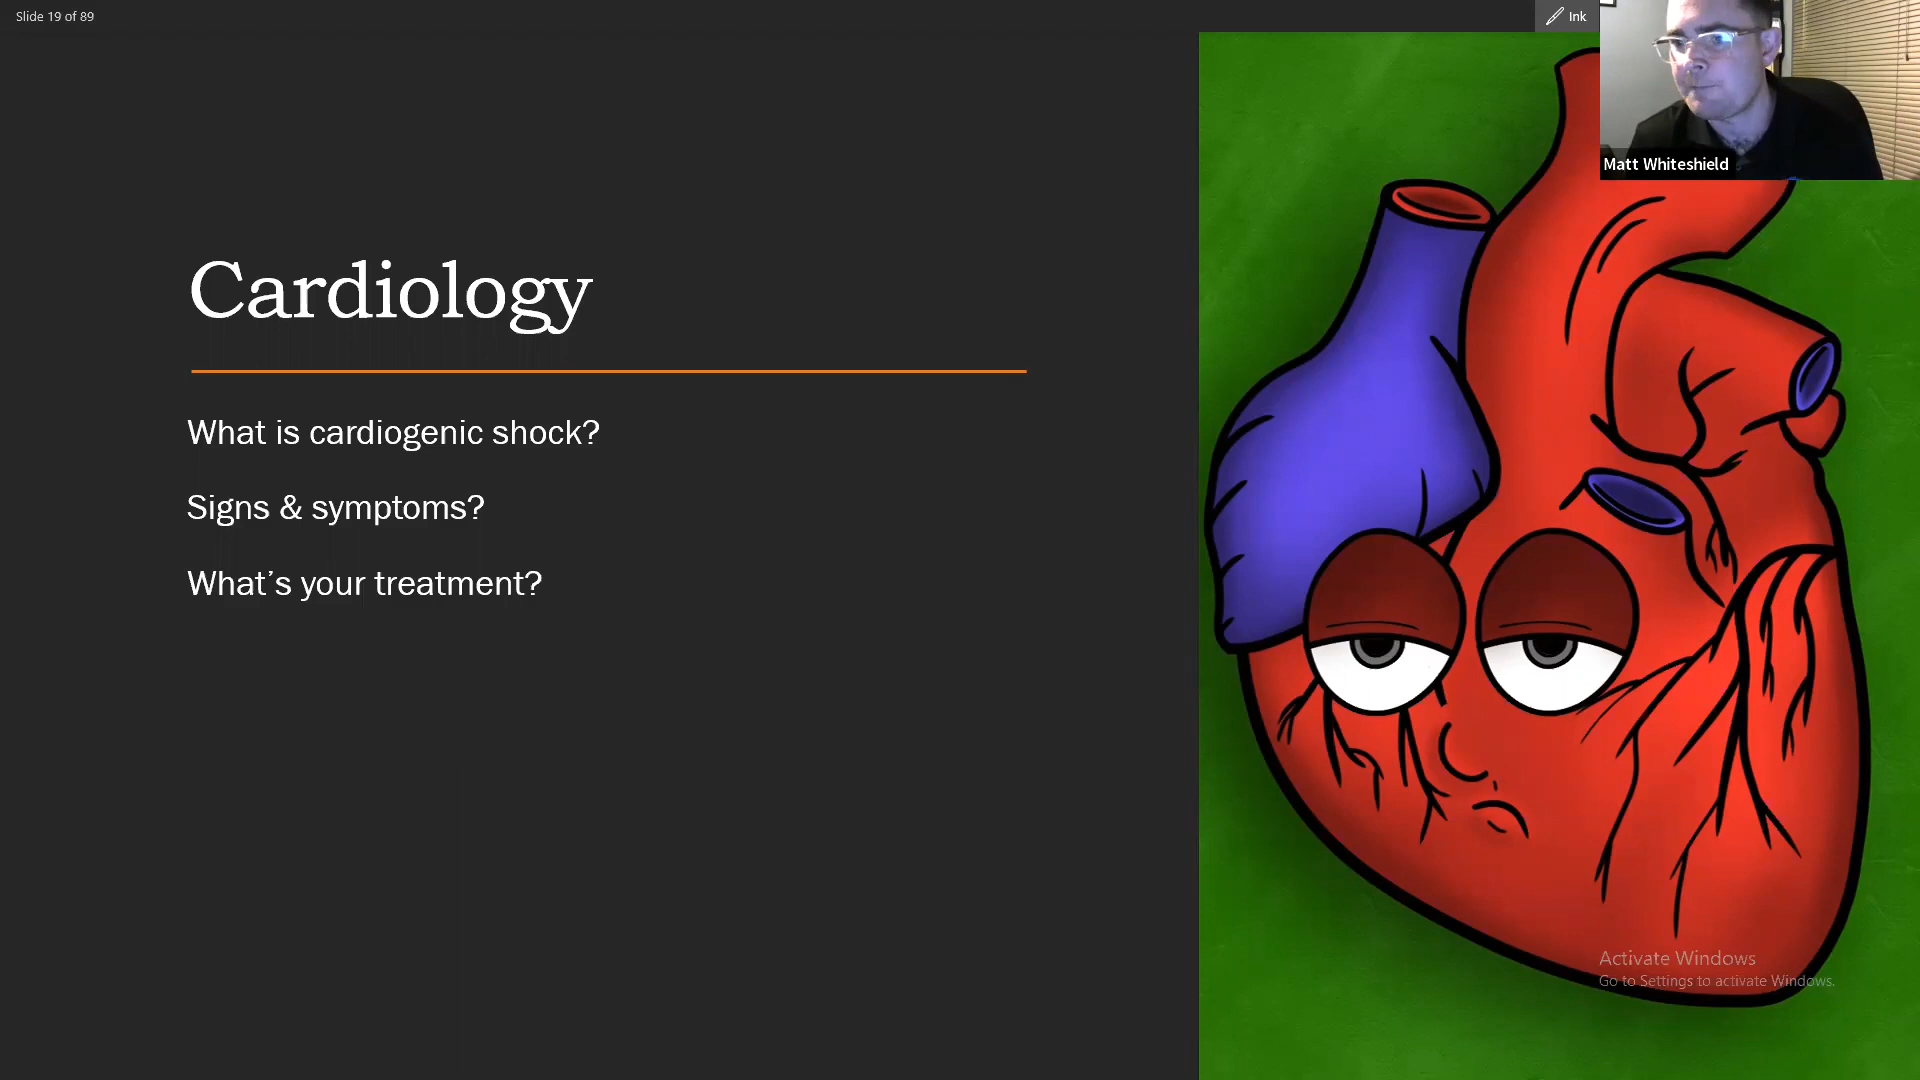 Slide 19 of 89
Ink
Matt Whiteshield
Cardiology
What is cardiogenic shock?
Signs & symptoms?
What’s your treatment?
Activate Windows
Go to Settings to activate Windows.